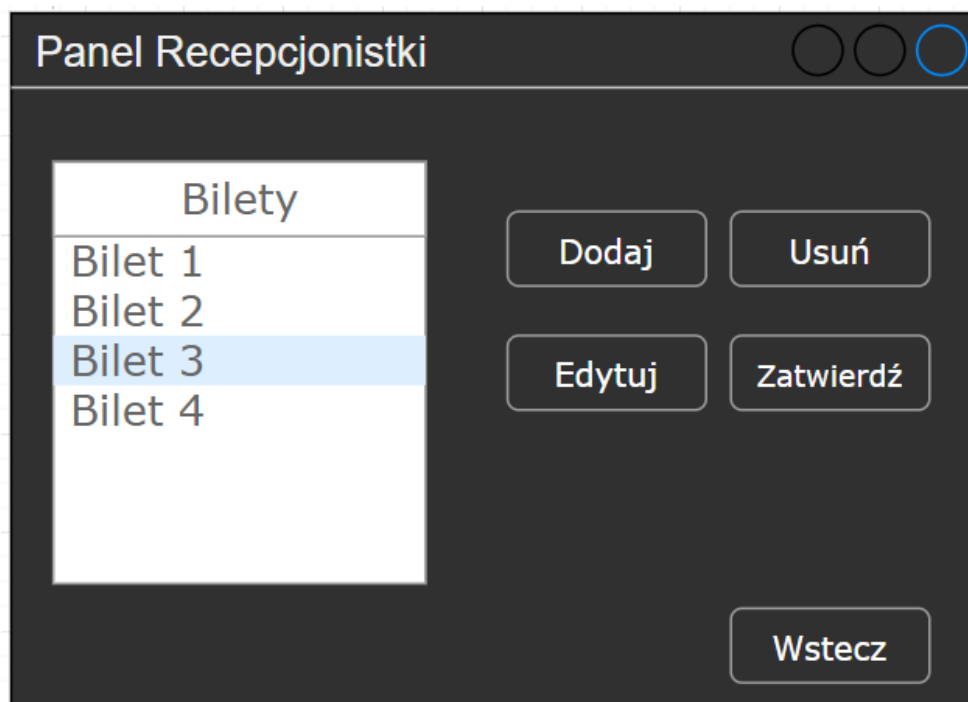 Panel Recepcjonistki
Bilety
Bilet 1
Bilet 2
Bilet 3
Bilet 4
Dodaj
Usuń
Edytuj
Zatwierdź
Wstecz